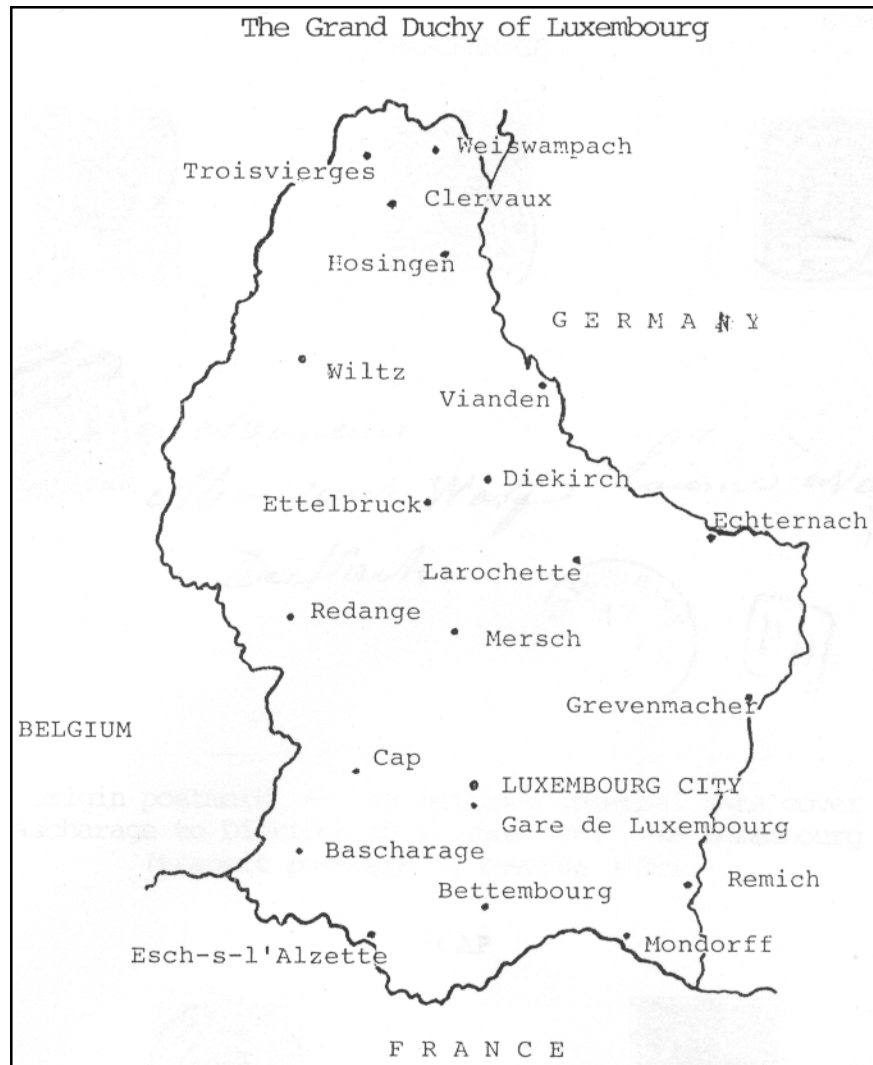 The Grand Duchy of Luxembourg
Weiswampach
Troisvierges
Clervaux
Hosingen
GERMANY
Wiltz
Vianden
Diekirch
Ettelbruck
Echternach
Larochette
Redange
Mersch
Grevenmacher
BELGIUM
Cap
LUXEMBOURG CITY
Gare de Luxembourg
Bascharage
Remich
Bettembourg
Mondorff
Esch-s-l'Alzette
CAP
FRANCE